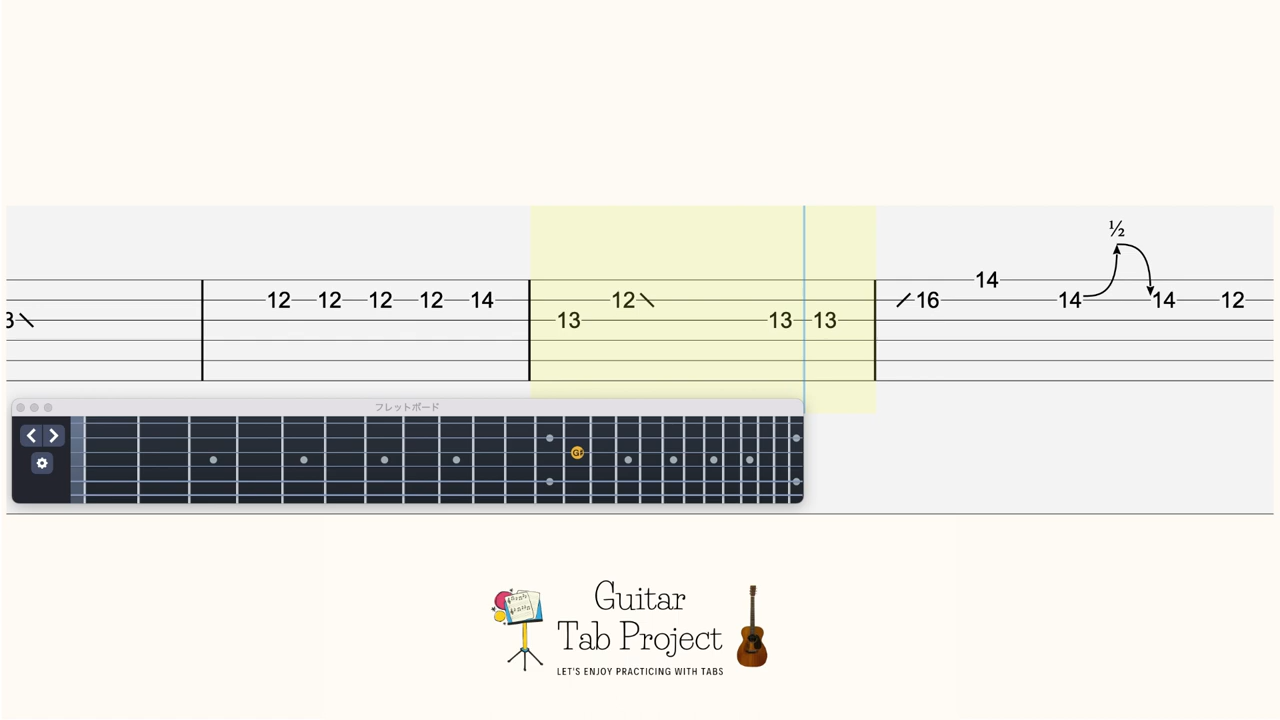 ½
14
12 12 12 12 14 12 16 14 14 12
13 13 13
フレットボード
Guitar
Tab Project
LET'S ENJOY PRACTICING WITH TABS